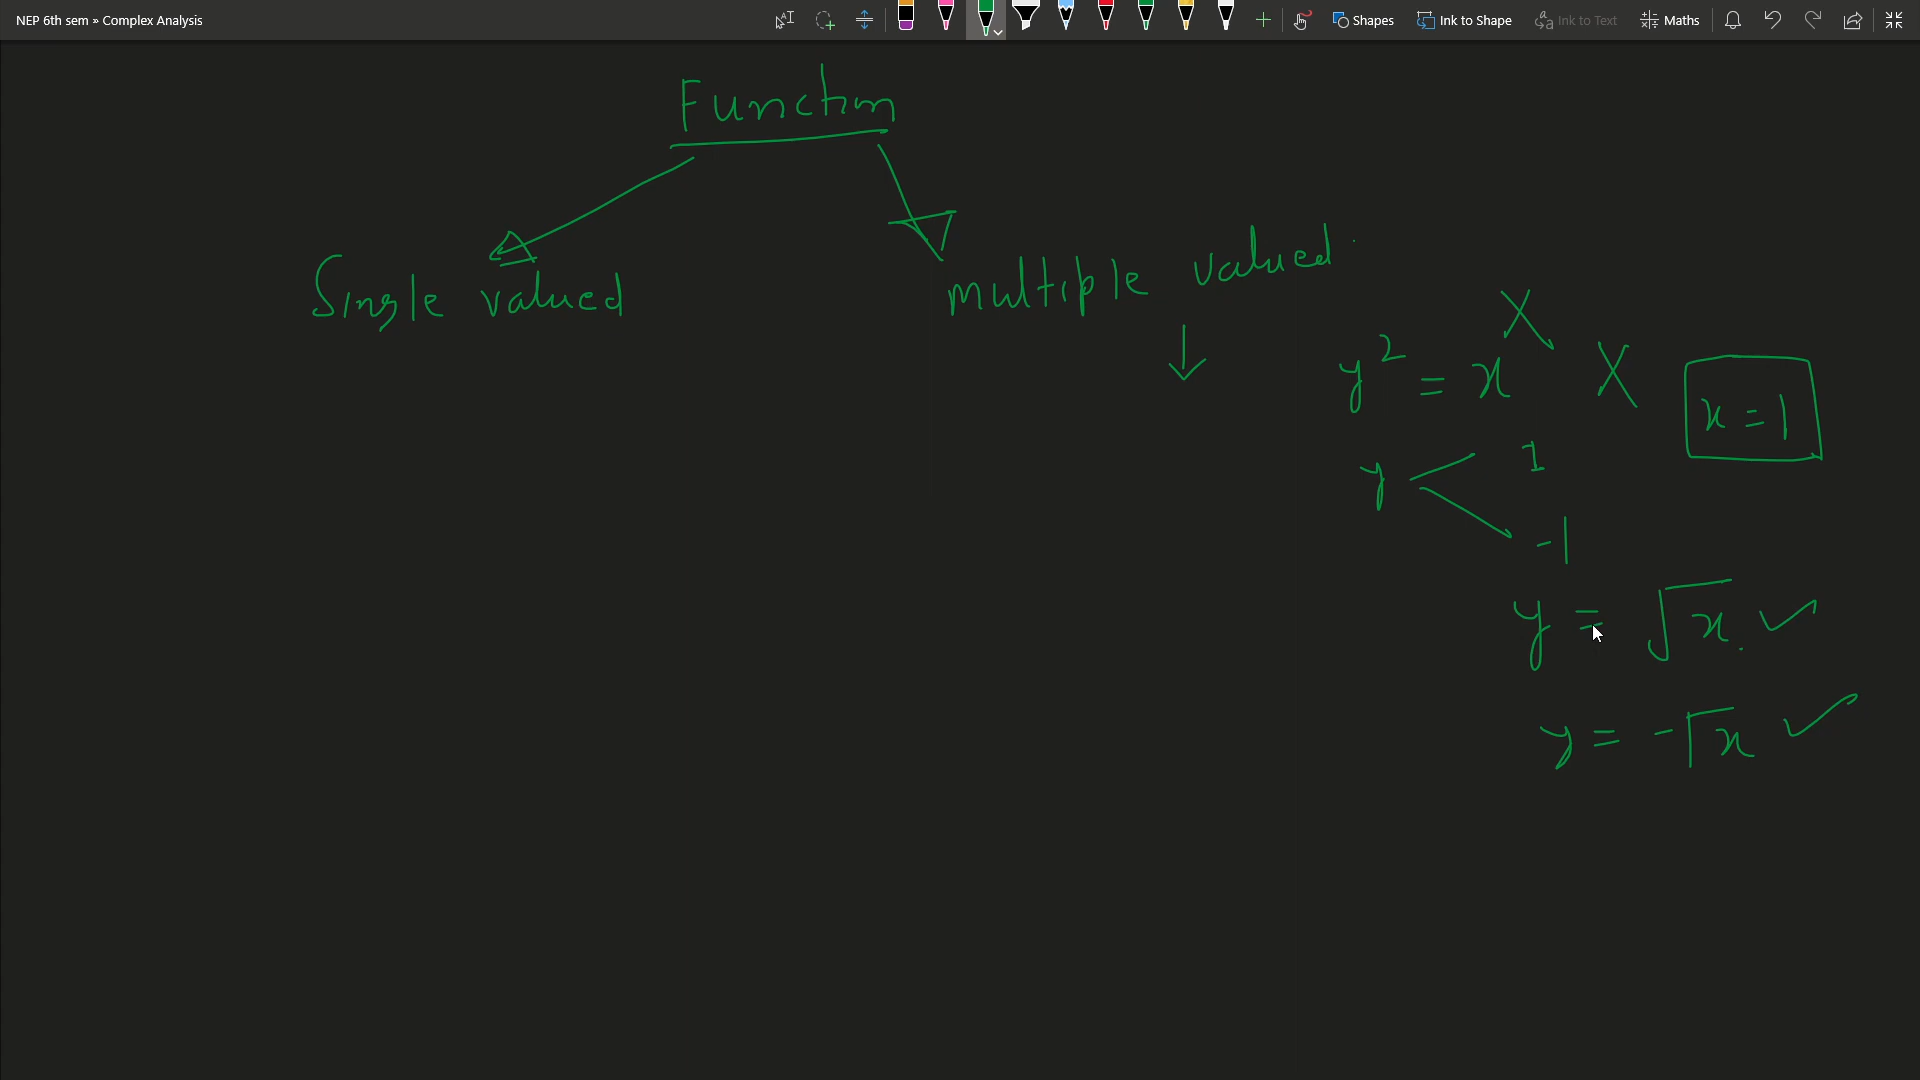 NEP 6th sem » Complex Analysis
Shapes Ink to Shape Ink to Text Maths
Function
Single valued multiple valued
y² = x X X
x = 1
y 1
-1
y = √x ✓
y = -√x ✓